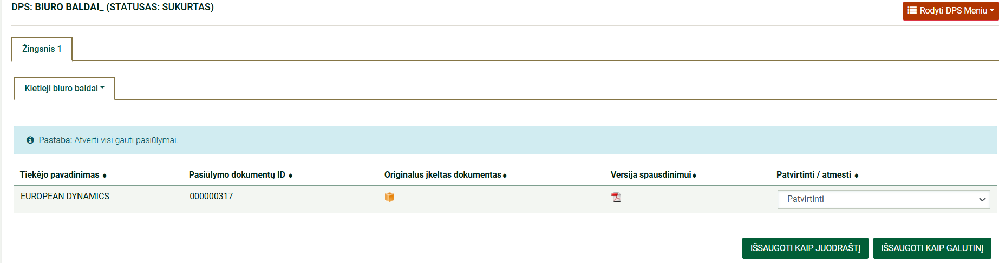 DPS: BIURO BALDAI_ (STATUSAS: SUKURTAS)
Rodyti DPS Meniu
Žingsnis 1
Kietieji biuro baldai
Pastaba: Atverti visi gauti pasiūlymai.
Tiekėjo pavadinimas Pasiūlymo dokumentų ID Originalus įkeltas dokumentas Versija spausdinimui Patvirtinti / atmesti
EUROPEAN DYNAMICS 000000317 Patvirtinti
IŠSAUGOTI KAIP JUODRAŠTĮ IŠSAUGOTI KAIP GALUTINĮ